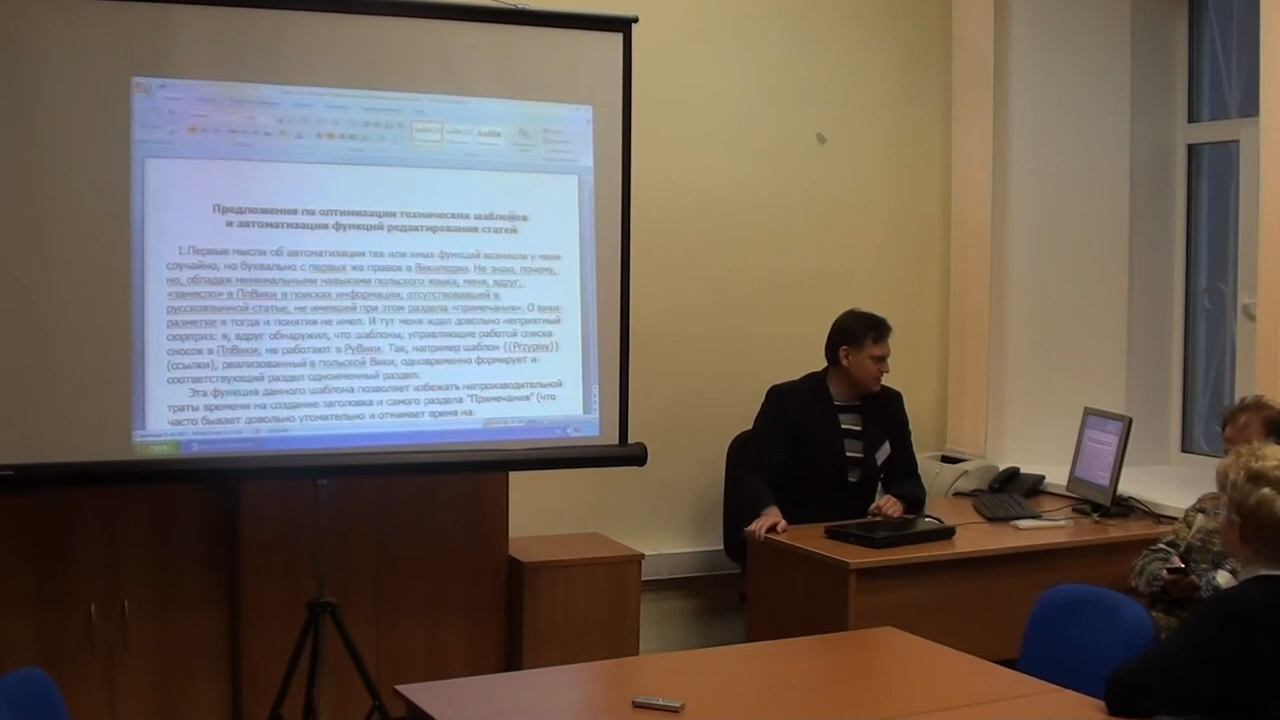 Предложения по оптимизации технических шаблонов
и автоматизации функций редактирования статей
1.Первые мысли об автоматизации тех или иных функций возникли у меня
случайно, но буквально с первых же правок в Википедии. Не знаю, почему,
но, обладая минимальными навыками польского языка, меня, вдруг,
«занесло» в ПлВики в поисках информации, отсутствовавшей в
русскоязычной статье, не имевшей при этом раздела «примечания». О вики-
разметке я тогда и понятия не имел. И тут меня ждал довольно неприятный
сюрприз: я, вдруг обнаружил, что шаблоны, управляющие работой списка
сносок в ПлВики, не работают в РуВики. Так, например шаблон {{Przypisy}}
(ссылки), реализованный в польской Вики, одновременно формирует и
соответствующий раздел одноименный раздел.
Эта функция данного шаблона позволяет избежать непроизводительной
траты времени на создание заголовка и самого раздела "Примечания" (что
часто бывает довольно утомительно и отнимает время на